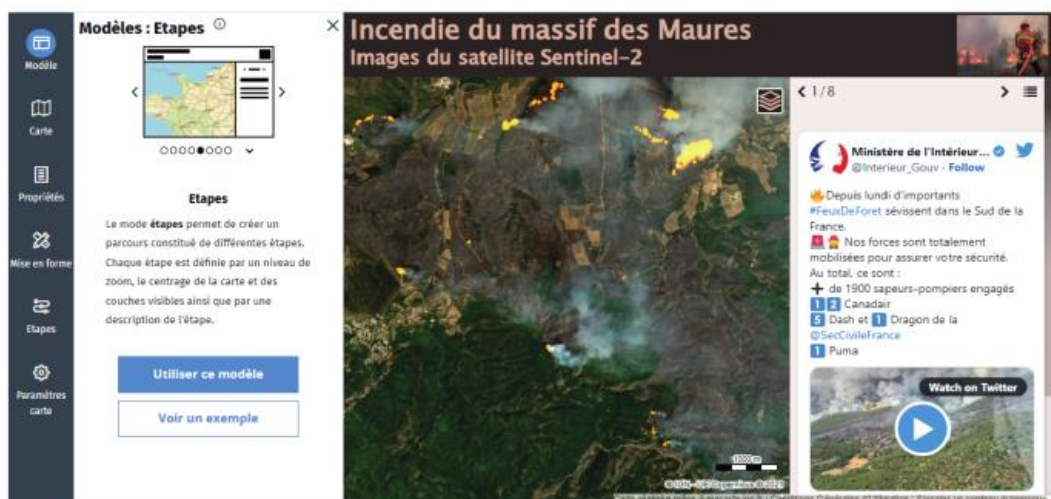 Modèle
Carte
Propriétés
Mise en forme
Etapes
Paramètres
carte
Modèles : Etapes
Etapes
Le mode étapes permet de créer un
parcours constitué de différentes étapes.
Chaque étape est définie par un niveau de
zoom, le centrage de la carte et des
couches visibles ainsi que par une
description de l'étape.
Utiliser ce modèle
Voir un exemple
Incendie du massif des Maures
Images du satellite Sentinel-2
1200 m
1/8
Ministère de l'Intérieur...
@Interieur_Gouv · Follow
🔥Depuis lundi d'importants
#FeuxDeForet sévissent dans le Sud de la
France.
Nos forces sont totalement
mobilisées pour assurer votre sécurité.
Au total, ce sont :
+ de 1900 sapeurs-pompiers engagés
1 2 Canadair
5 Dash et 1 Dragon de la
@SecCivileFrance
1 Puma
Watch on Twitter